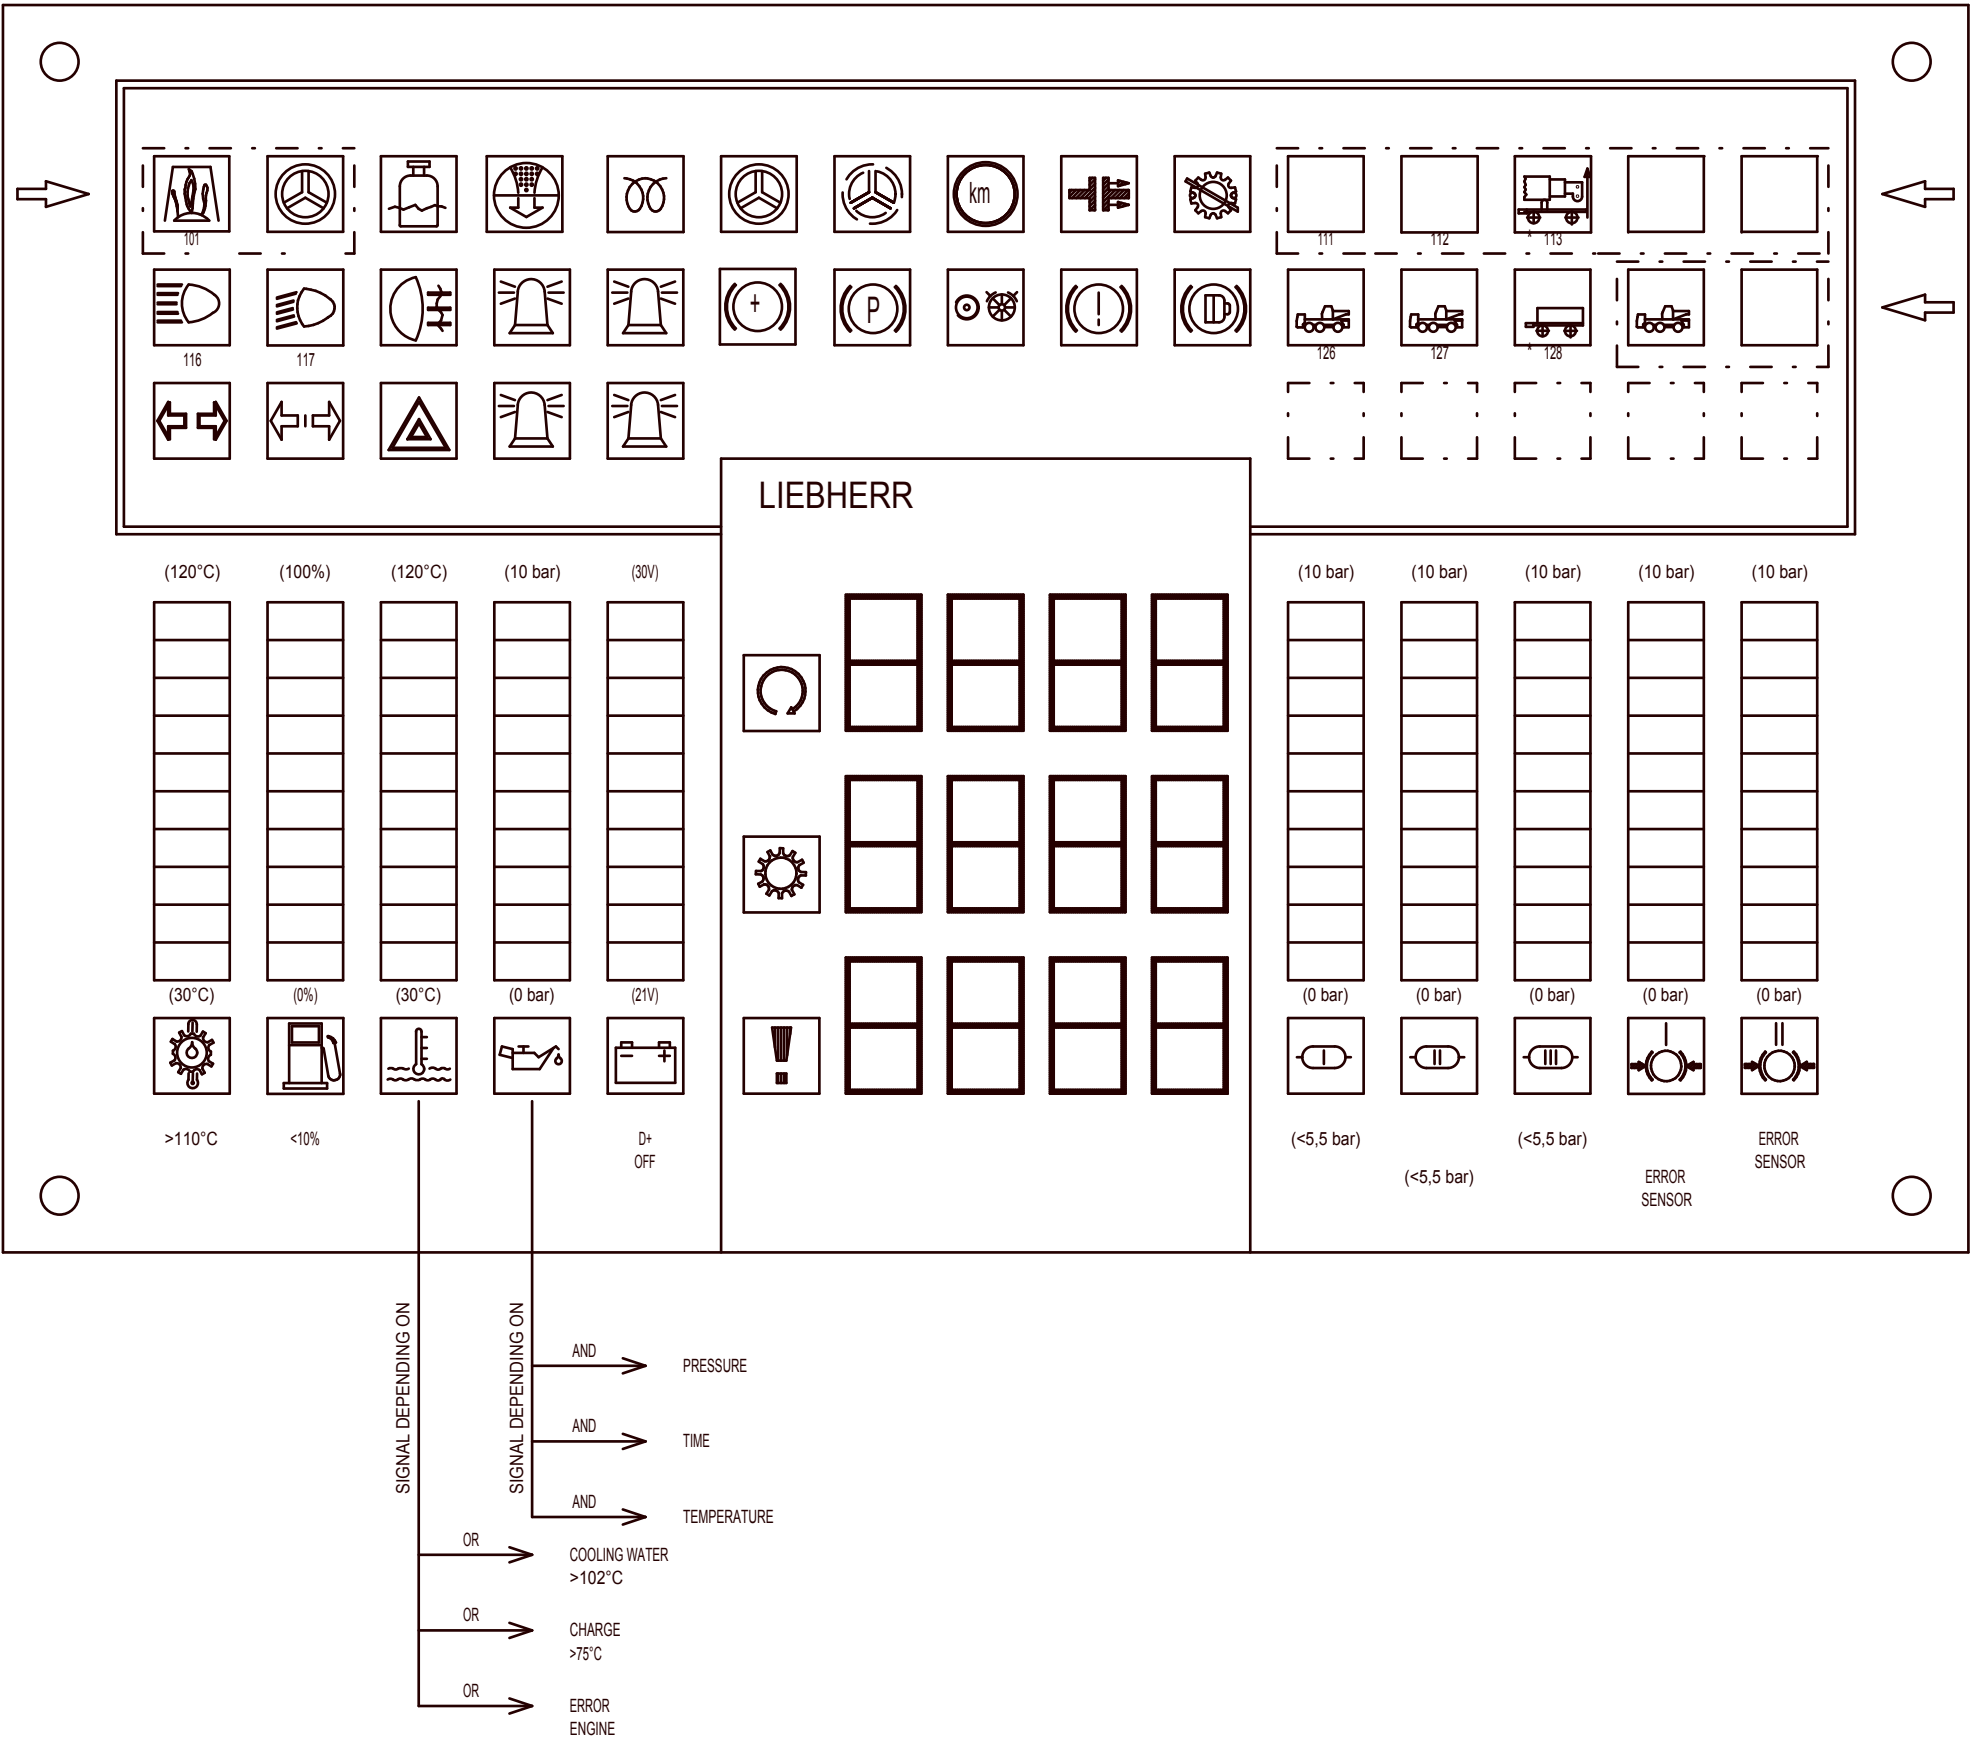 km
101
111
112
* 113
+
P
!
116
117
126
127
* 128
LIEBHERR
(120°C)
(100%)
(120°C)
(10 bar)
(30V)
(10 bar)
(10 bar)
(10 bar)
(10 bar)
(10 bar)
(30°C)
(0%)
(30°C)
(0 bar)
(21V)
(0 bar)
(0 bar)
(0 bar)
(0 bar)
(0 bar)
- +
!
I
II
III
I
II
>110°C
<10%
D+
OFF
(<5,5 bar)
(<5,5 bar)
(<5,5 bar)
ERROR
SENSOR
ERROR
SENSOR
SIGNAL DEPENDING ON
SIGNAL DEPENDING ON
AND
PRESSURE
AND
TIME
AND
TEMPERATURE
OR
COOLING WATER
>102°C
OR
CHARGE
>75°C
OR
ERROR
ENGINE